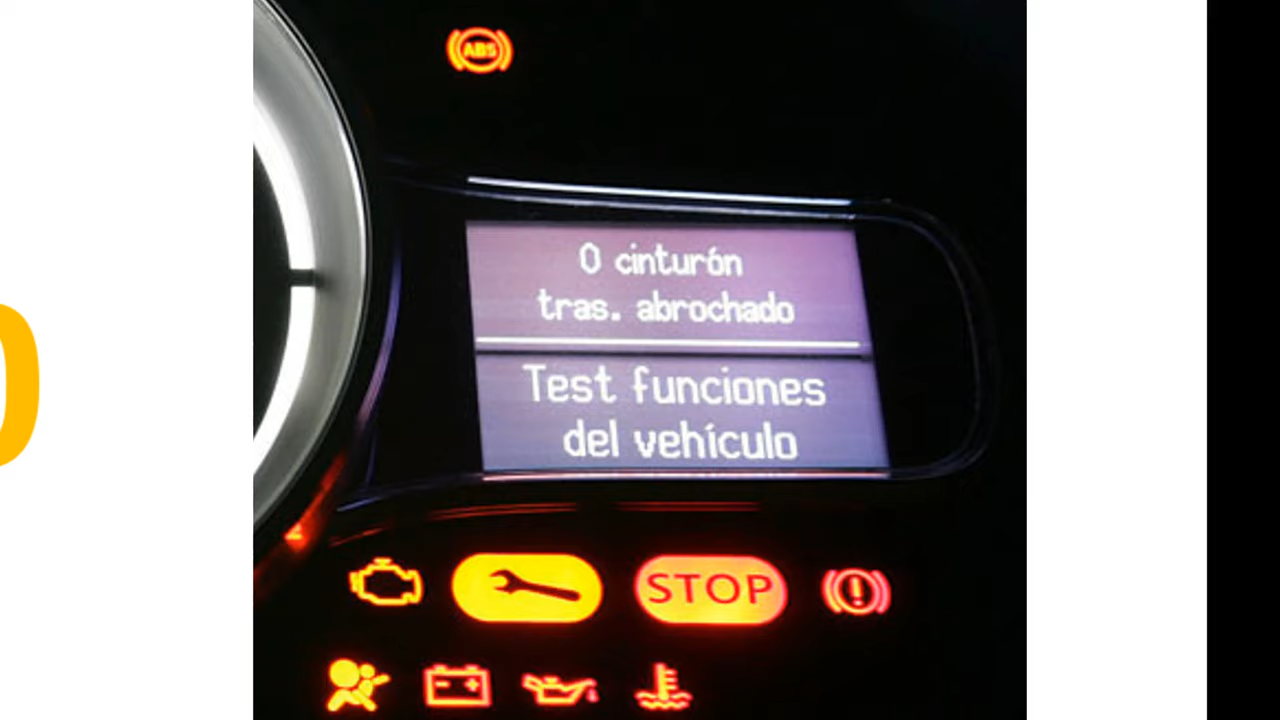 ABS
0 cinturón
tras. abrochado
Test funciones
del vehículo
STOP